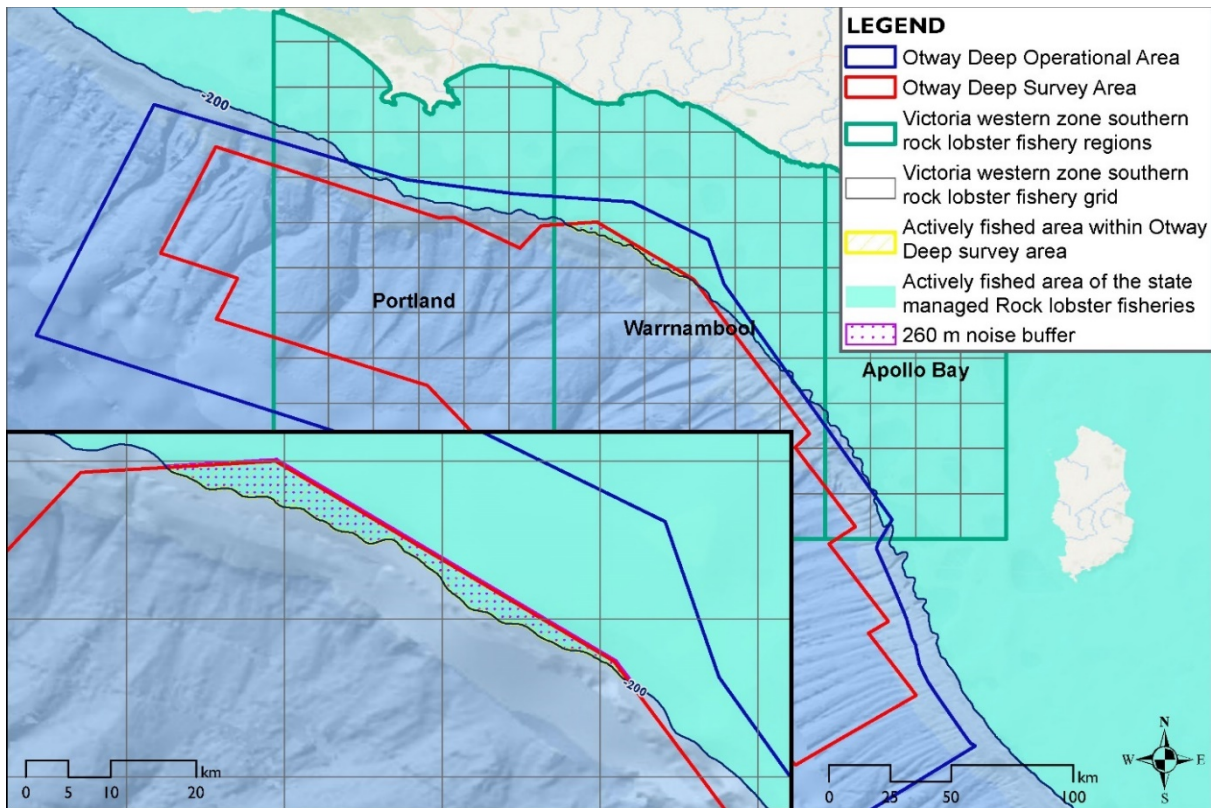 LEGEND
Otway Deep Operational Area
Otway Deep Survey Area
Victoria western zone southern
rock lobster fishery regions
Victoria western zone southern
rock lobster fishery grid
Actively fished area within Otway
Deep survey area
Actively fished area of the state
managed Rock lobster fisheries
260 m noise buffer
-200
Portland
Warrnambool
Apollo Bay
-200
0 5 10 20
km
N
W E
S
km
0 25 50 100